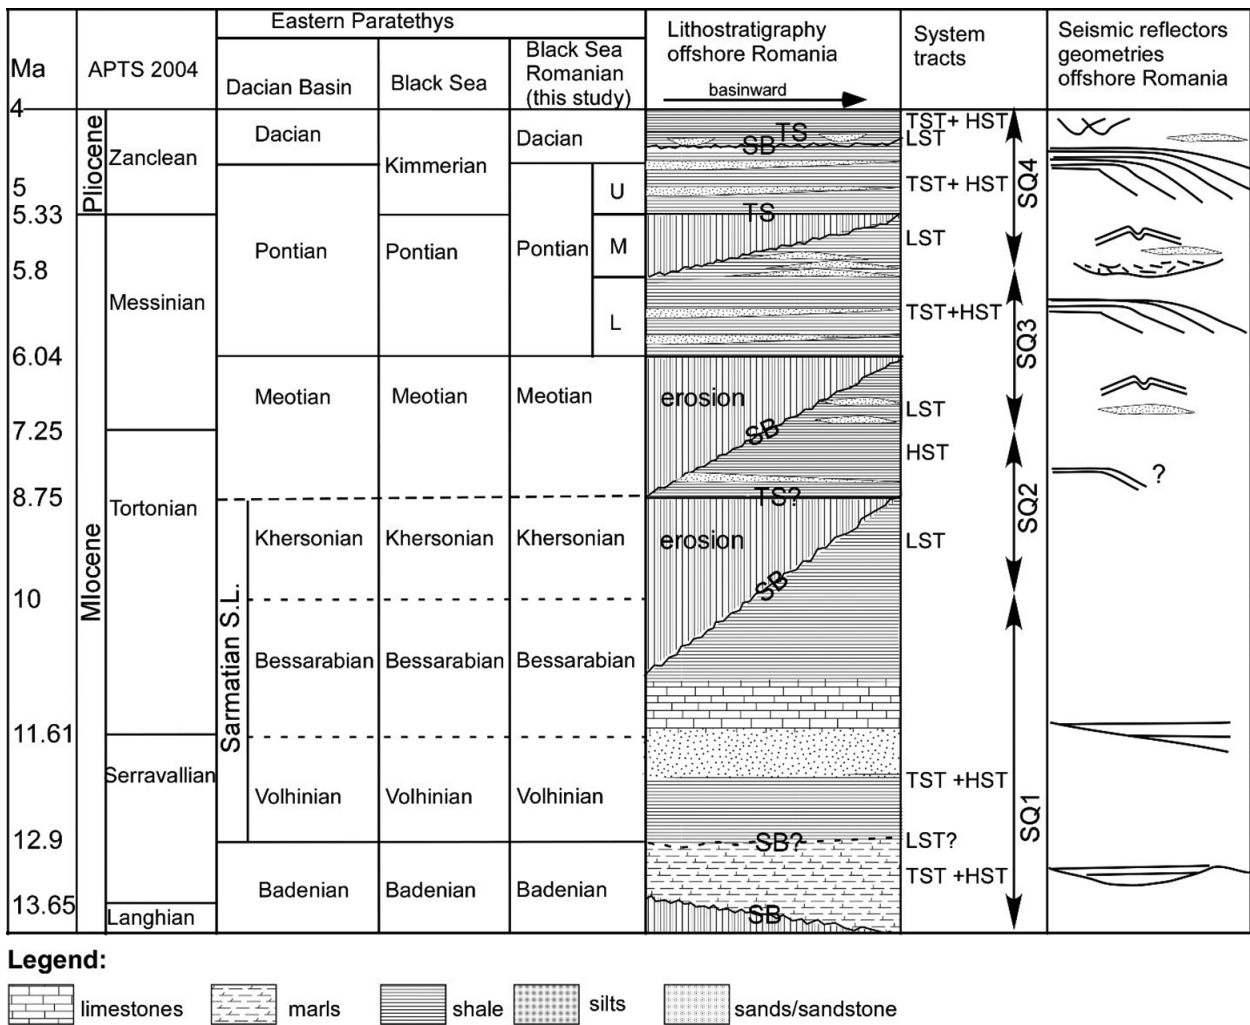 Ma
APTS 2004
Eastern Paratethys
Dacian Basin
Black Sea
Black Sea
Romanian
(this study)
Lithostratigraphy
offshore Romania
basinward
System
tracts
Seismic reflectors
geometries
offshore Romania
4
5
5.33
5.8
6.04
7.25
8.75
10
11.61
12.9
13.65
Pliocene
MIocene
Zanclean
Messinian
Tortonian
Serravallian
Langhian
Sarmatian S.L.
Dacian
Pontian
Meotian
Khersonian
Bessarabian
Volhinian
Badenian
Kimmerian
Pontian
Meotian
Khersonian
Bessarabian
Volhinian
Badenian
Dacian
Pontian
U
M
L
Meotian
Khersonian
Bessarabian
Volhinian
Badenian
TS
SB
TS
erosion
SB
TS?
erosion
SB
SB?
SB
TST+ HST
LST
TST+ HST
LST
TST+HST
LST
HST
LST
TST +HST
LST?
TST +HST
SQ4
SQ3
SQ2
SQ1
?
Legend:
limestones
marls
shale
silts
sands/sandstone